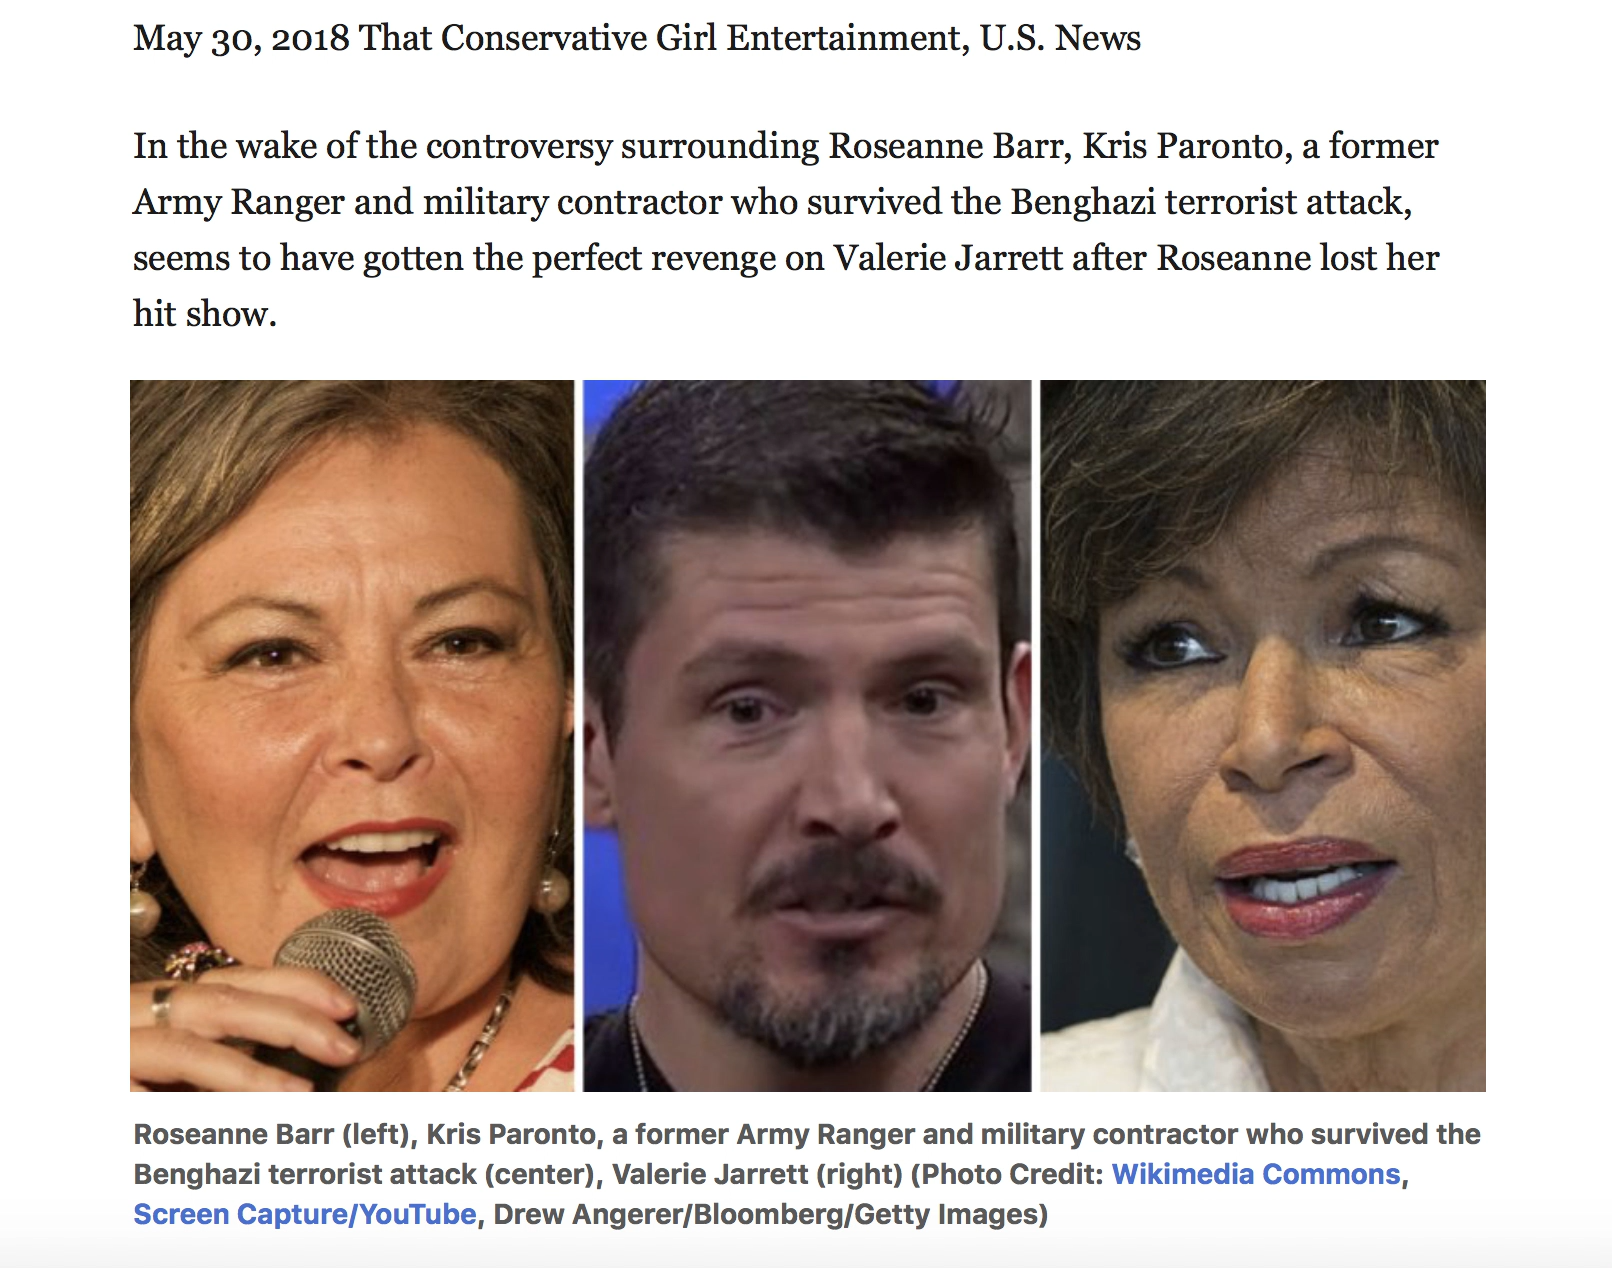 May 30, 2018 That Conservative Girl Entertainment, U.S. News
In the wake of the controversy surrounding Roseanne Barr, Kris Paronto, a former
Army Ranger and military contractor who survived the Benghazi terrorist attack,
seems to have gotten the perfect revenge on Valerie Jarrett after Roseanne lost her
hit show.
Roseanne Barr (left), Kris Paronto, a former Army Ranger and military contractor who survived the
Benghazi terrorist attack (center), Valerie Jarrett (right) (Photo Credit: Wikimedia Commons,
Screen Capture/YouTube, Drew Angerer/Bloomberg/Getty Images)